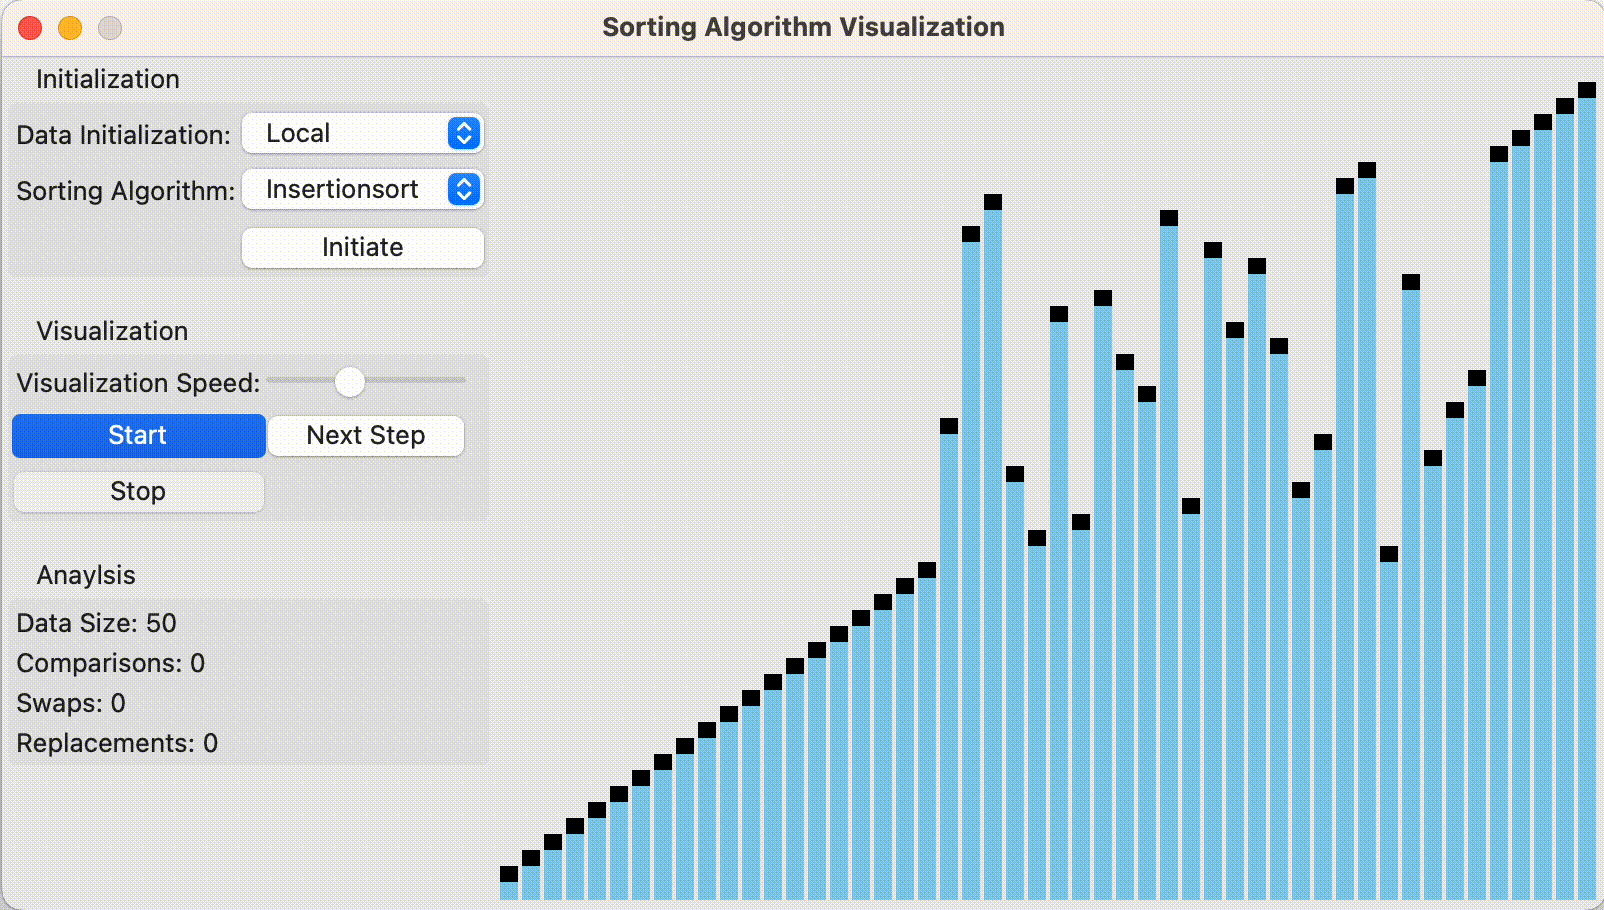 Sorting Algorithm Visualization
Initialization
Data Initialization: Local
Sorting Algorithm: Insertionsort
Initiate
Visualization
Visualization Speed:
Start Next Step
Stop
Anaylsis
Data Size: 50
Comparisons: 0
Swaps: 0
Replacements: 0